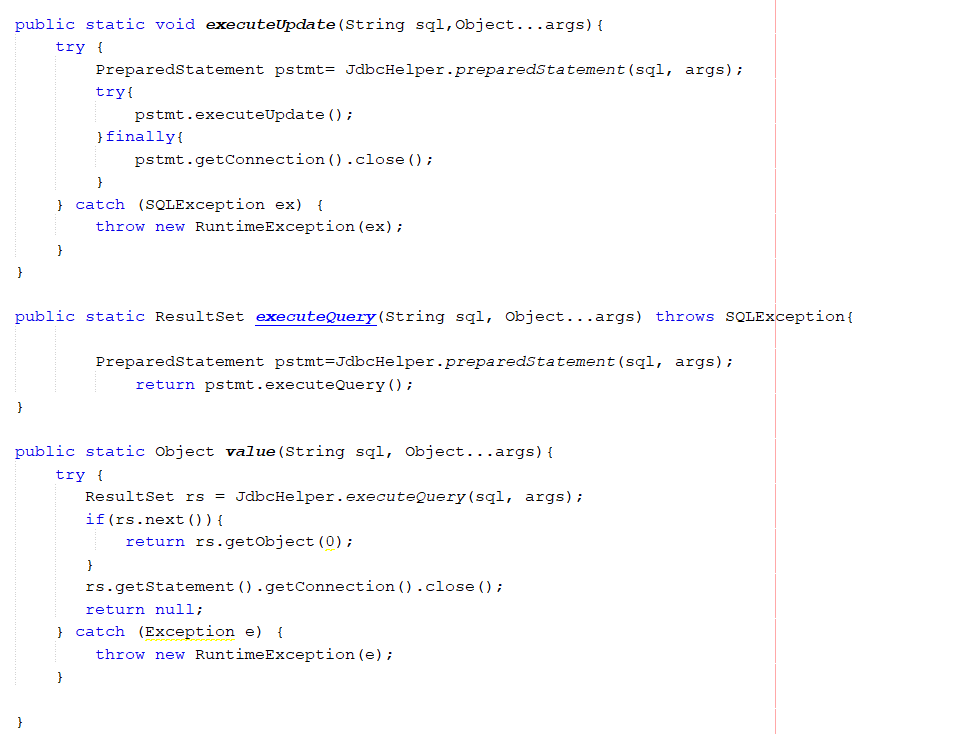 public static void executeUpdate(String sql,Object...args){
    try {
        PreparedStatement pstmt= JdbcHelper.preparedStatement(sql, args);
        try{
            pstmt.executeUpdate();
        }finally{
            pstmt.getConnection().close();
        }
    } catch (SQLException ex) {
        throw new RuntimeException(ex);
    }
}

public static ResultSet executeQuery(String sql, Object...args) throws SQLException{

        PreparedStatement pstmt=JdbcHelper.preparedStatement(sql, args);
            return pstmt.executeQuery();
}

public static Object value(String sql, Object...args){
    try {
       ResultSet rs = JdbcHelper.executeQuery(sql, args);
       if(rs.next()){
           return rs.getObject(0);
       }
       rs.getStatement().getConnection().close();
       return null;
    } catch (Exception e) {
        throw new RuntimeException(e);
    }

}